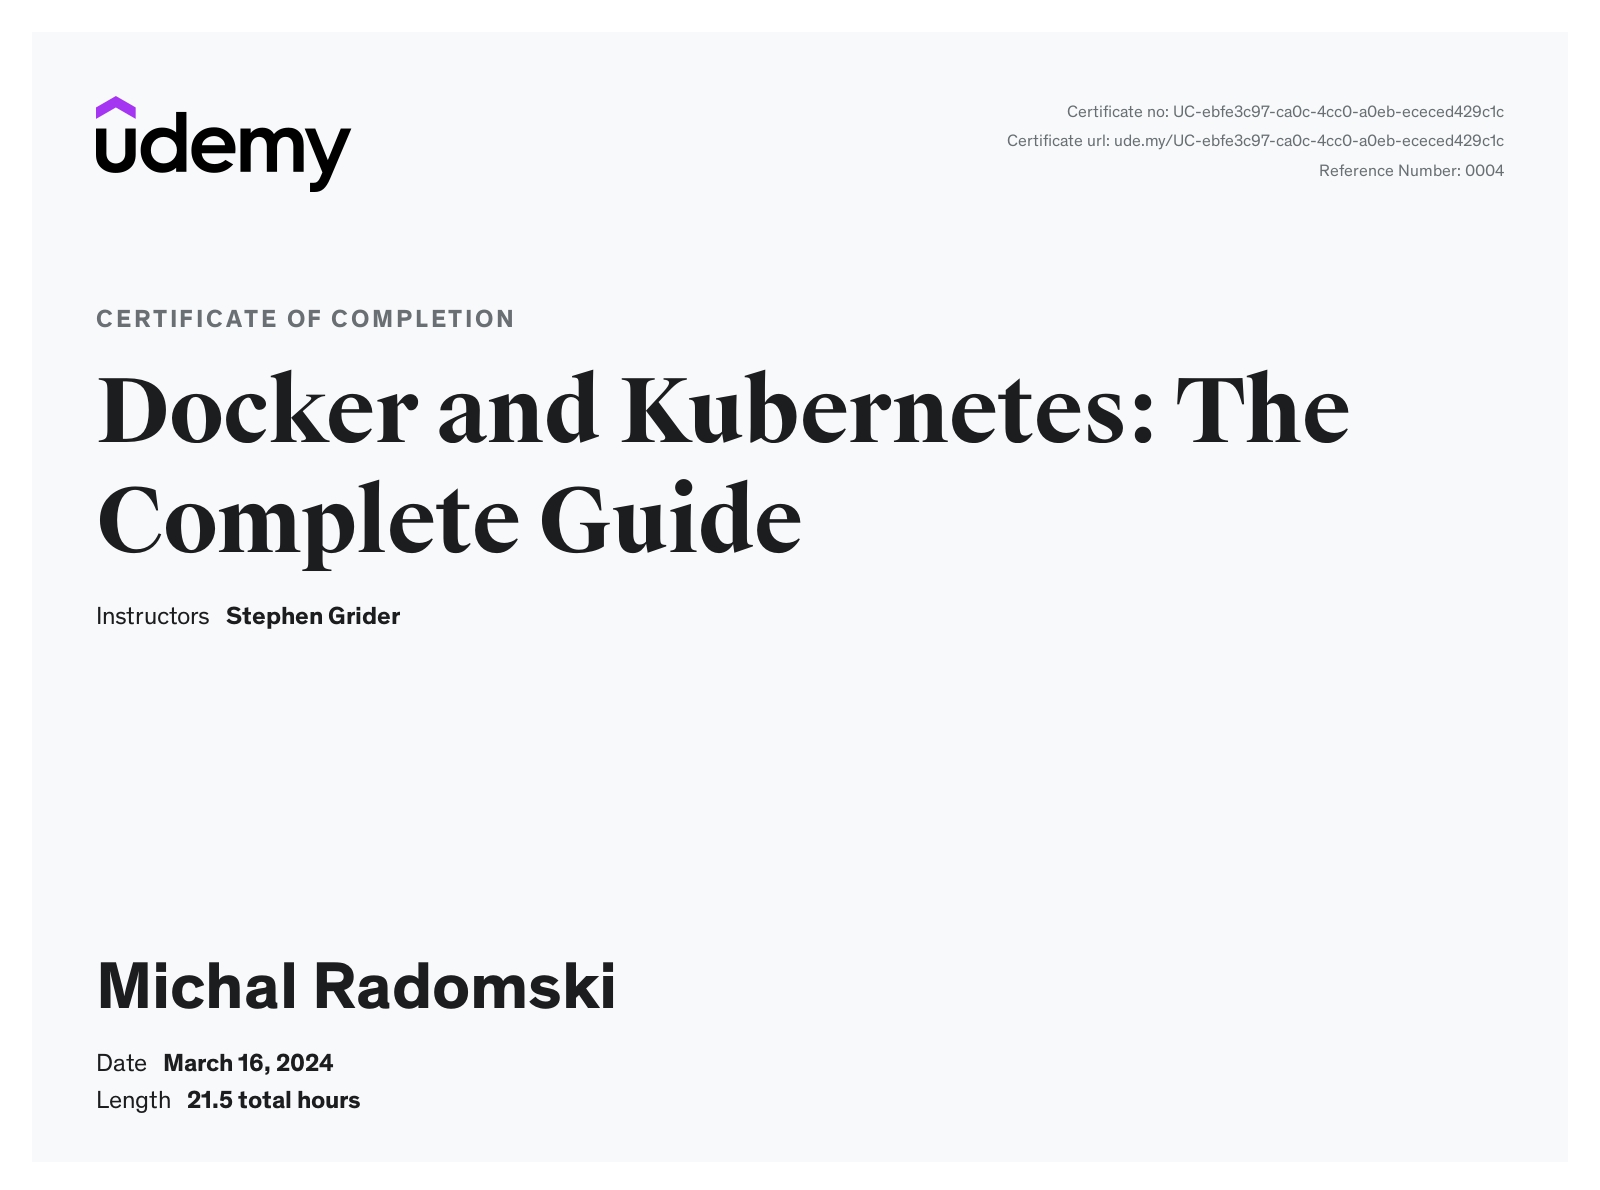 udemy
Certificate no: UC-ebfe3c97-ca0c-4cc0-a0eb-ececed429c1c
Certificate url: ude.my/UC-ebfe3c97-ca0c-4cc0-a0eb-ececed429c1c
Reference Number: 0004
CERTIFICATE OF COMPLETION
Docker and Kubernetes: The
Complete Guide
Instructors Stephen Grider
Michal Radomski
Date March 16, 2024
Length 21.5 total hours